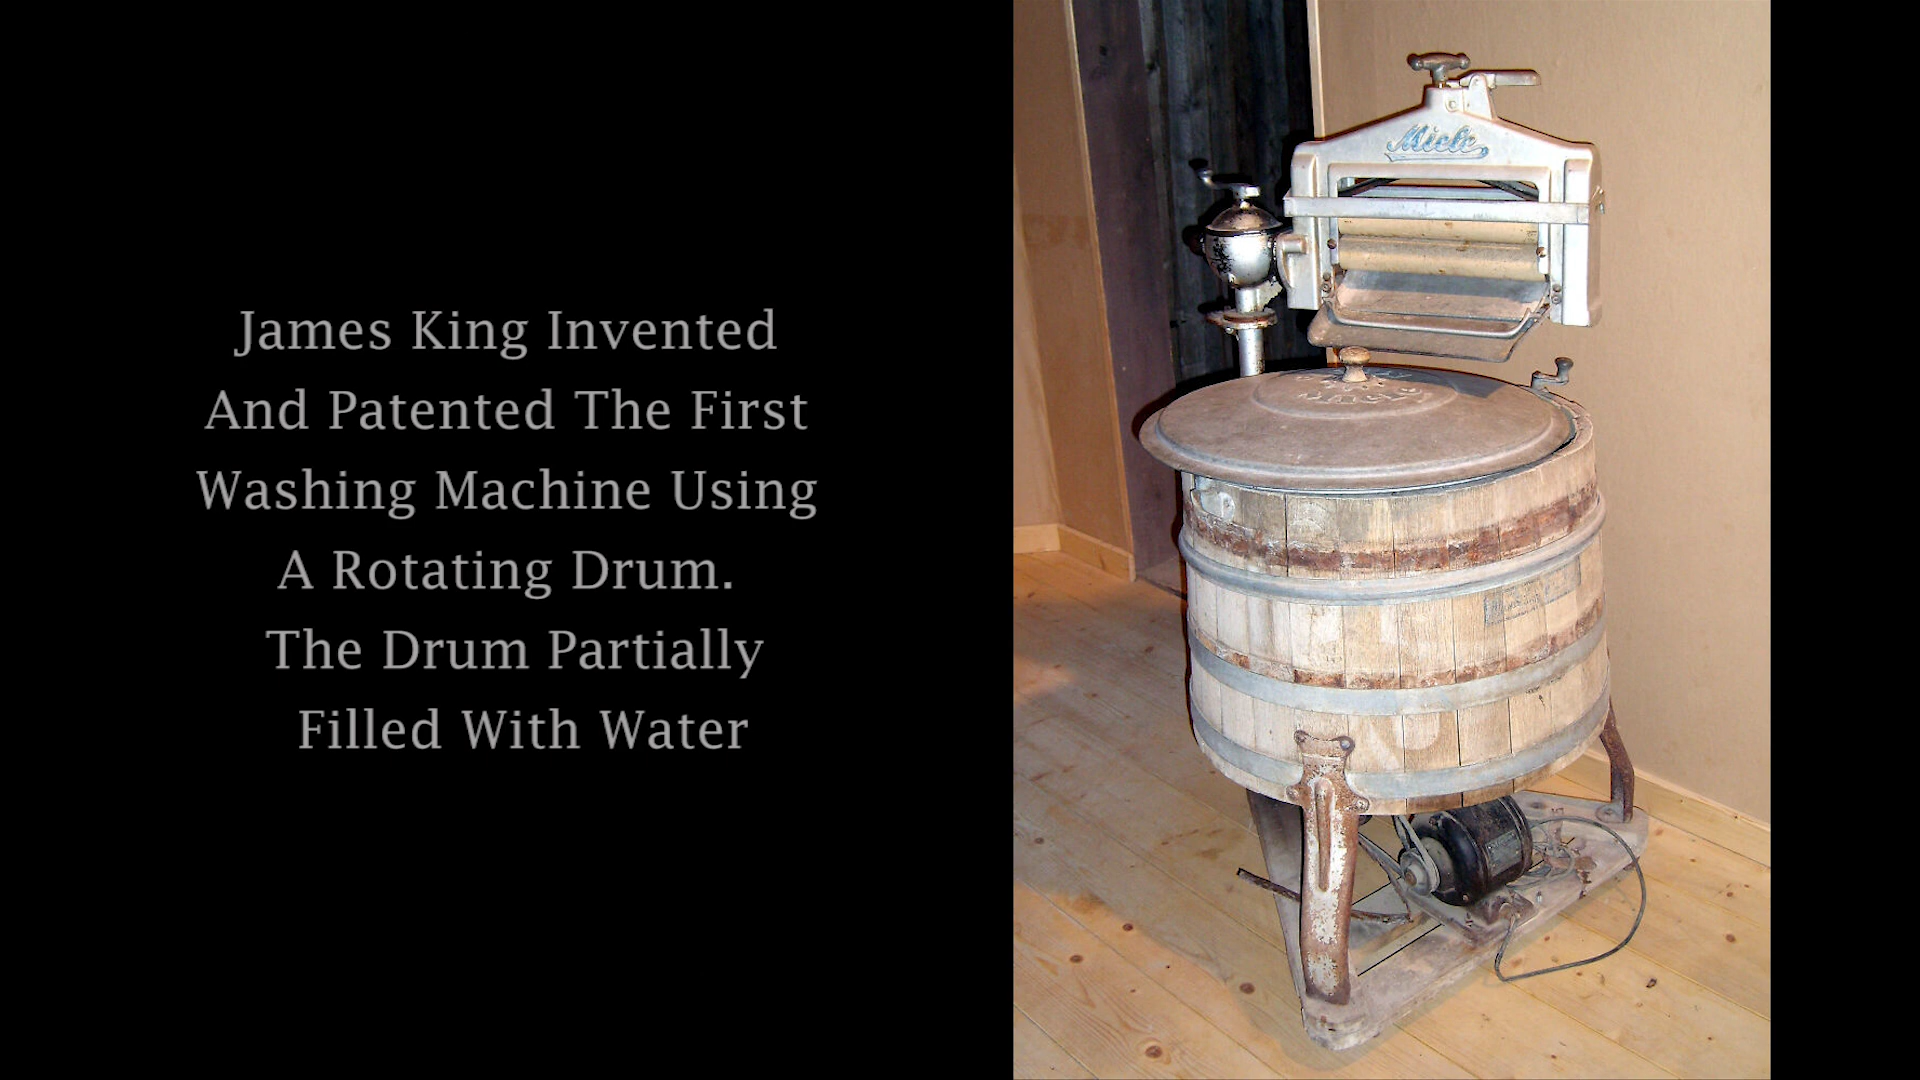 James King Invented
And Patented The First
Washing Machine Using
A Rotating Drum.
The Drum Partially
Filled With Water
Miele